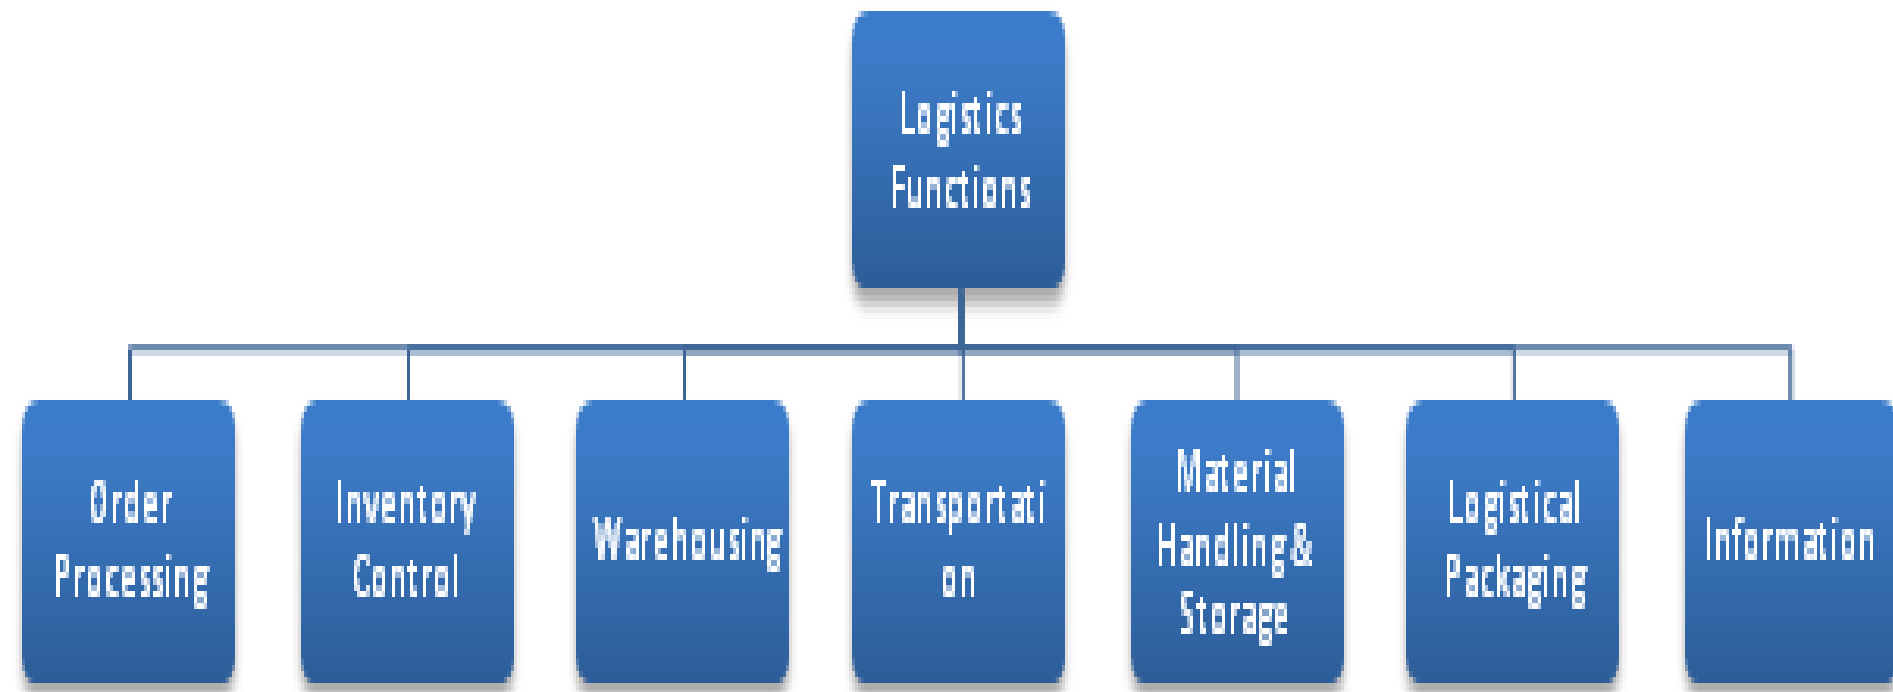 Logistics
Functions
Order
Processing
Inventory
Control
Warehousing
Transportati
on
Material
Handling&
Storage
Logistical
Packaging
Information